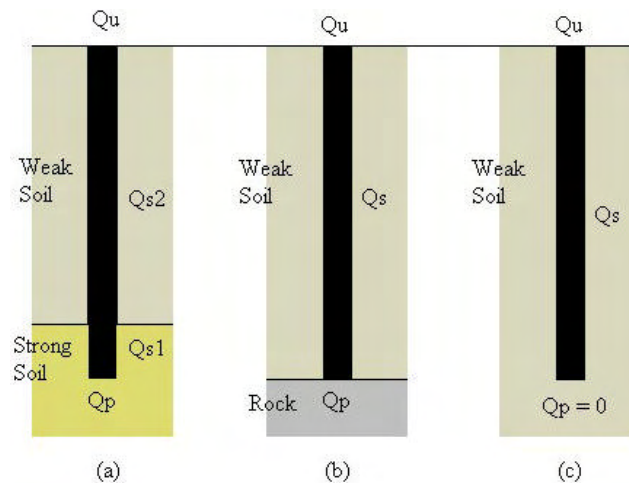 Qu
Weak
Soil
Qs2
Strong
Soil
Qs1
Qp
(a)
Qu
Weak
Soil
Qs
Rock
Qp
(b)
Qu
Weak
Soil
Qs
Qp = 0
(c)